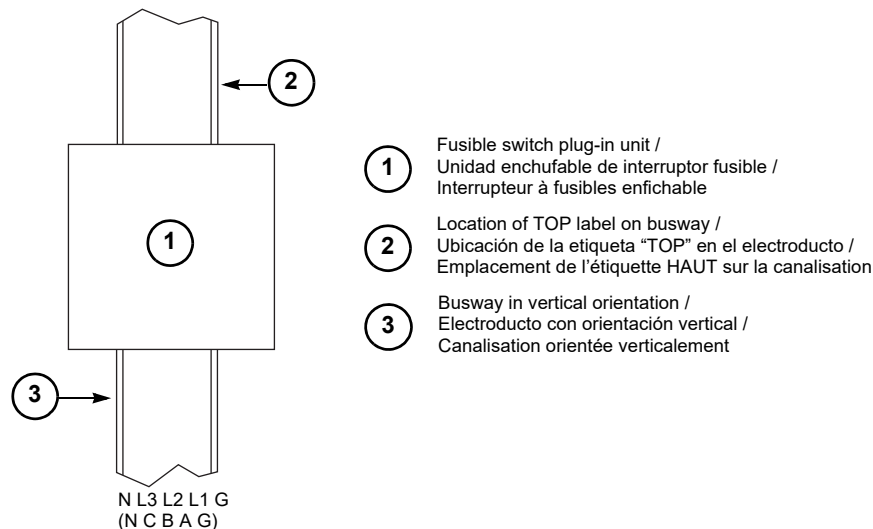 2
1
3
N L3 L2 L1 G
(N C B A G)
1
Fusible switch plug-in unit /
Unidad enchufable de interruptor fusible /
Interrupteur à fusibles enfichable
2
Location of TOP label on busway /
Ubicación de la etiqueta “TOP” en el electroducto /
Emplacement de l’étiquette HAUT sur la canalisation
3
Busway in vertical orientation /
Electroducto con orientación vertical /
Canalisation orientée verticalement